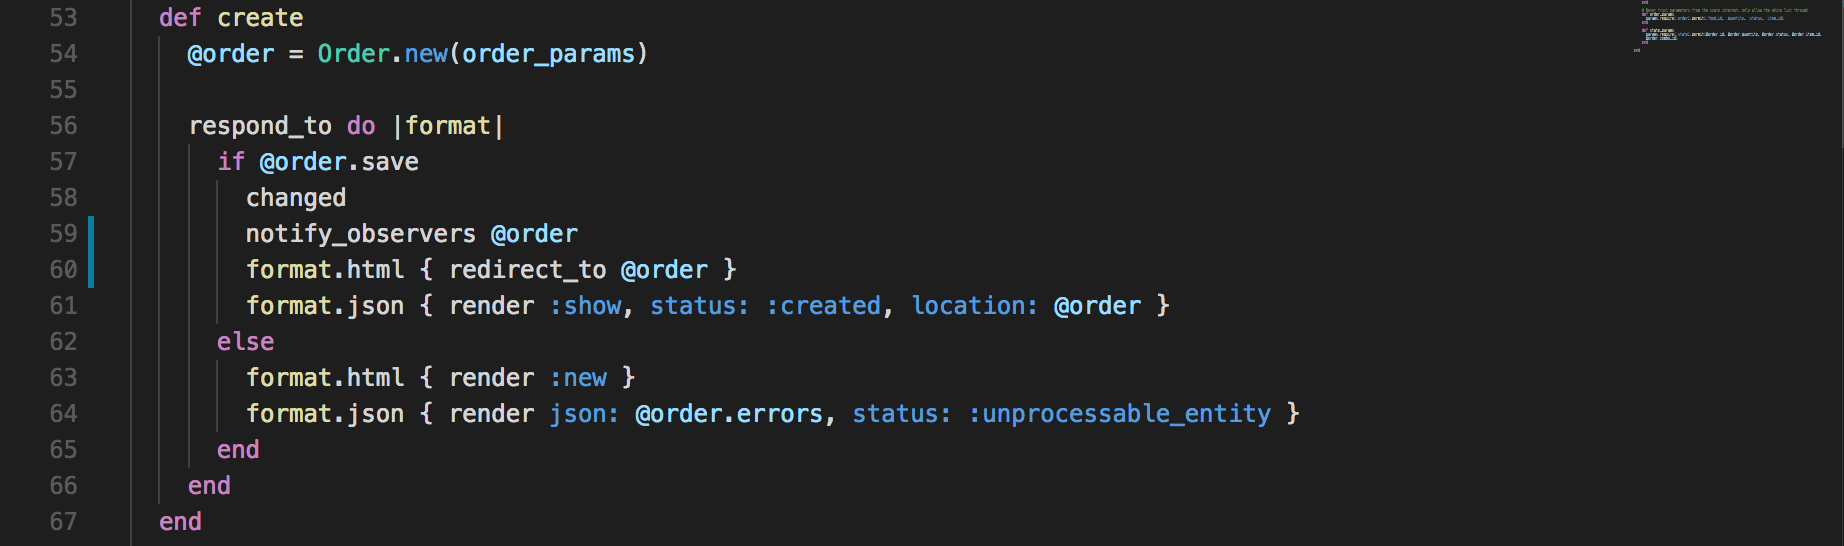 53 def create
54 @order = Order.new(order_params)
55
56 respond_to do |format|
57 if @order.save
58 changed
59 notify_observers @order
60 format.html { redirect_to @order }
61 format.json { render :show, status: :created, location: @order }
62 else
63 format.html { render :new }
64 format.json { render json: @order.errors, status: :unprocessable_entity }
65 end
66 end
67 end